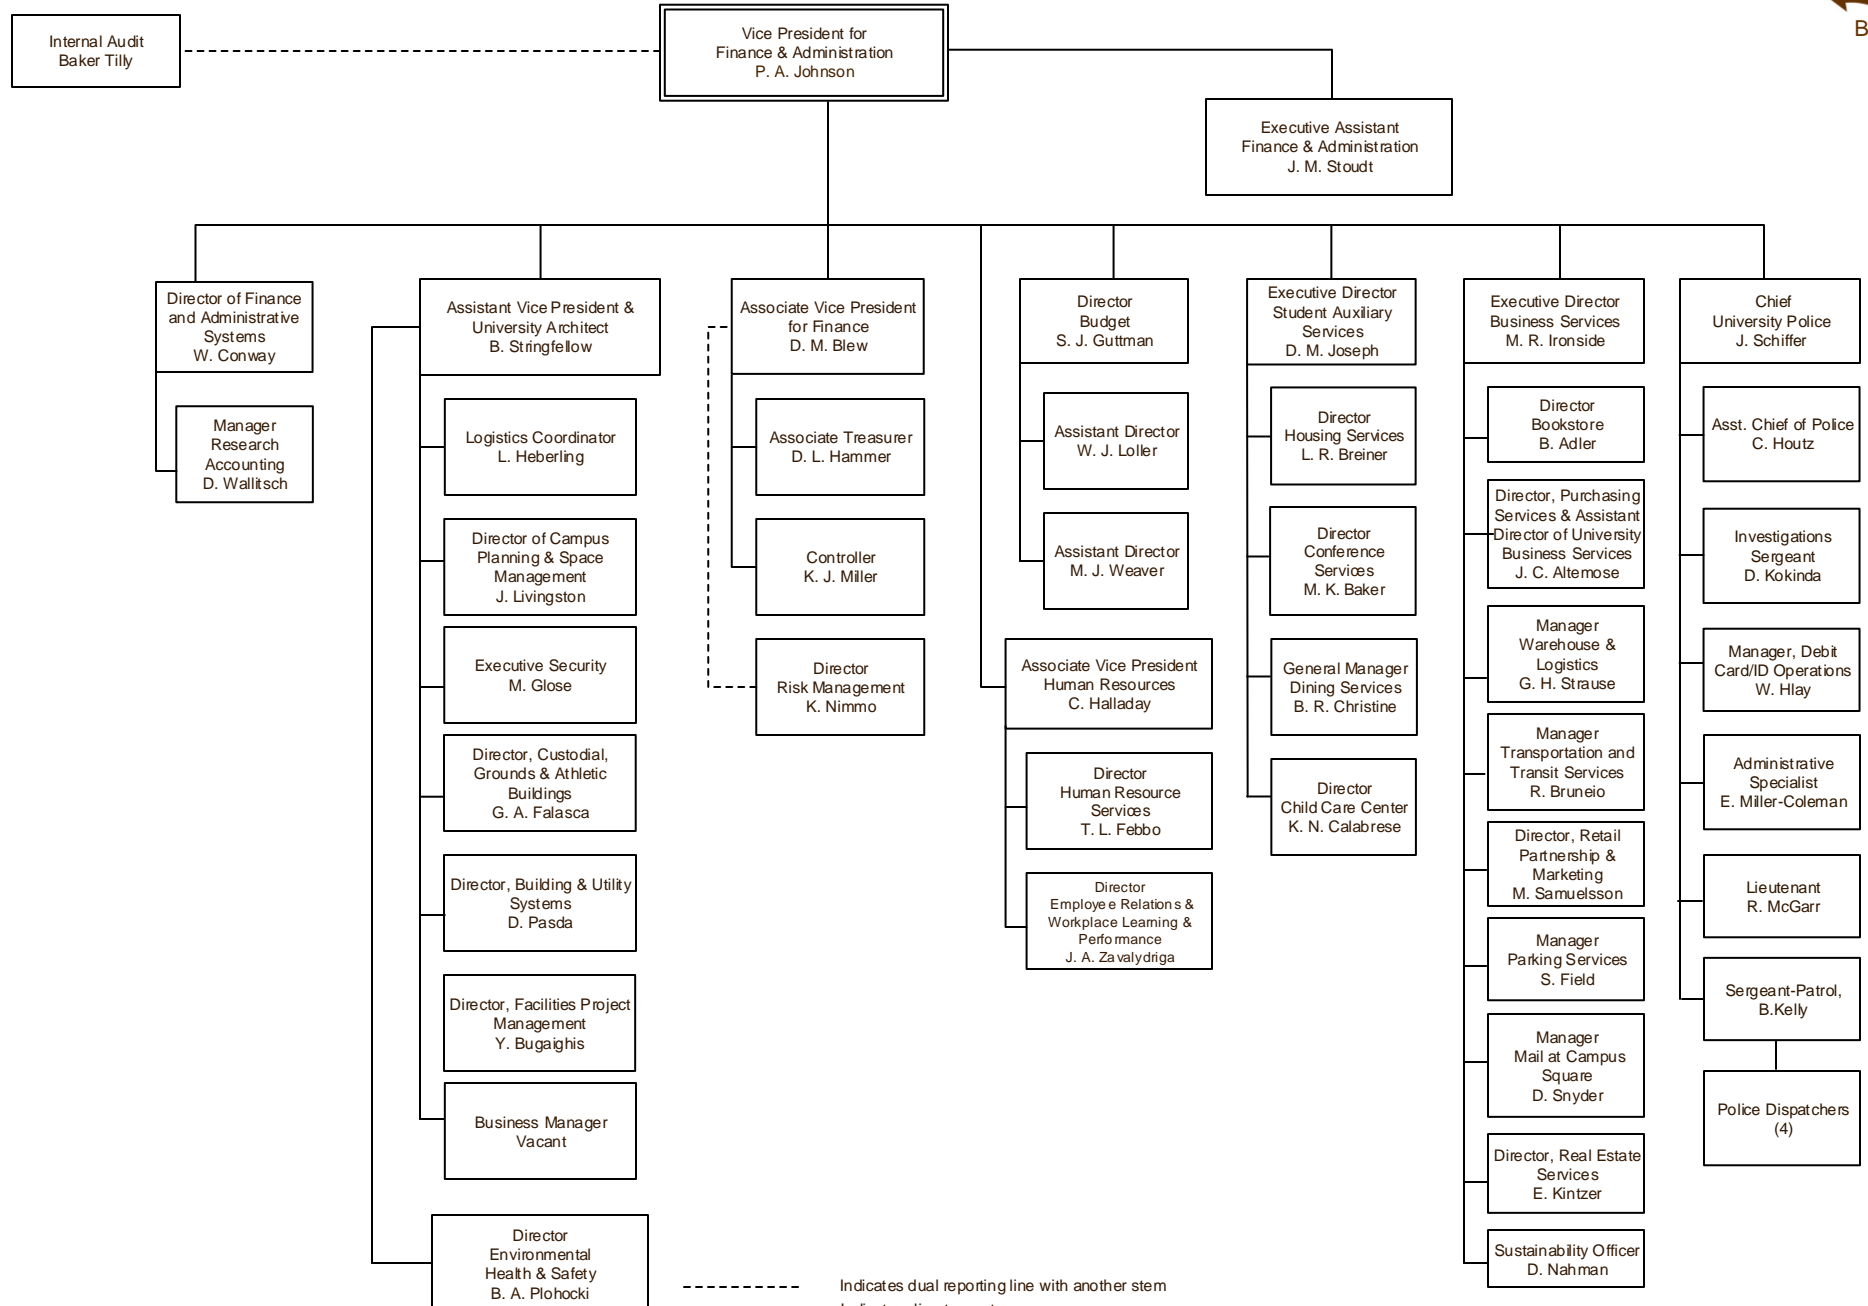 Internal Audit
Baker Tilly
Vice President for
Finance & Administration
P. A. Johnson
B
Executive Assistant
Finance & Administration
J. M. Stoudt
Director of Finance
and Administrative
Systems
W. Conway
Manager
Research
Accounting
D. Wallitsch
Assistant Vice President &
University Architect
B. Stringfellow
Logistics Coordinator
L. Heberling
Director of Campus
Planning & Space
Management
J. Livingston
Executive Security
M. Glose
Director, Custodial,
Grounds & Athletic
Buildings
G. A. Falasca
Director, Building & Utility
Systems
D. Pasda
Director, Facilities Project
Management
Y. Bugaighis
Business Manager
Vacant
Director
Environmental
Health & Safety
B. A. Plohocki
Associate Vice President
for Finance
D. M. Blew
Associate Treasurer
D. L. Hammer
Controller
K. J. Miller
Director
Risk Management
K. Nimmo
Director
Budget
S. J. Guttman
Assistant Director
W. J. Loller
Assistant Director
M. J. Weaver
Associate Vice President
Human Resources
C. Halladay
Director
Human Resource
Services
T. L. Febbo
Director
Employee Relations &
Workplace Learning &
Performance
J. A. Zavalydriga
Executive Director
Student Auxiliary
Services
D. M. Joseph
Director
Housing Services
L. R. Breiner
Director
Conference
Services
M. K. Baker
General Manager
Dining Services
B. R. Christine
Director
Child Care Center
K. N. Calabrese
Executive Director
Business Services
M. R. Ironside
Director
Bookstore
B. Adler
Director, Purchasing
Services & Assistant
Director of University
Business Services
J. C. Altemose
Manager
Warehouse &
Logistics
G. H. Strause
Manager
Transportation and
Transit Services
R. Bruneio
Director, Retail
Partnership &
Marketing
M. Samuelsson
Manager
Parking Services
S. Field
Manager
Mail at Campus
Square
D. Snyder
Director, Real Estate
Services
E. Kintzer
Sustainability Officer
D. Nahman
Chief
University Police
J. Schiffer
Asst. Chief of Police
C. Houtz
Investigations
Sergeant
D. Kokinda
Manager, Debit
Card/ID Operations
W. Hlay
Administrative
Specialist
E. Miller-Coleman
Lieutenant
R. McGarr
Sergeant-Patrol,
B.Kelly
Police Dispatchers
(4)
Indicates dual reporting line with another stem